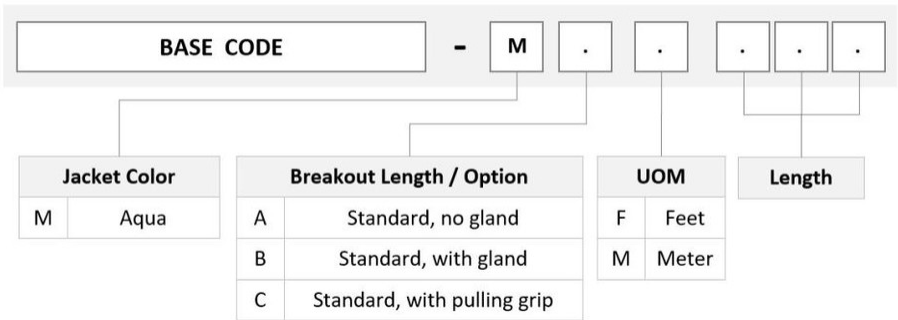 BASE CODE - M . . . . .
Jacket Color
M Aqua
Breakout Length / Option
A Standard, no gland
B Standard, with gland
C Standard, with pulling grip
UOM
F Feet
M Meter
Length